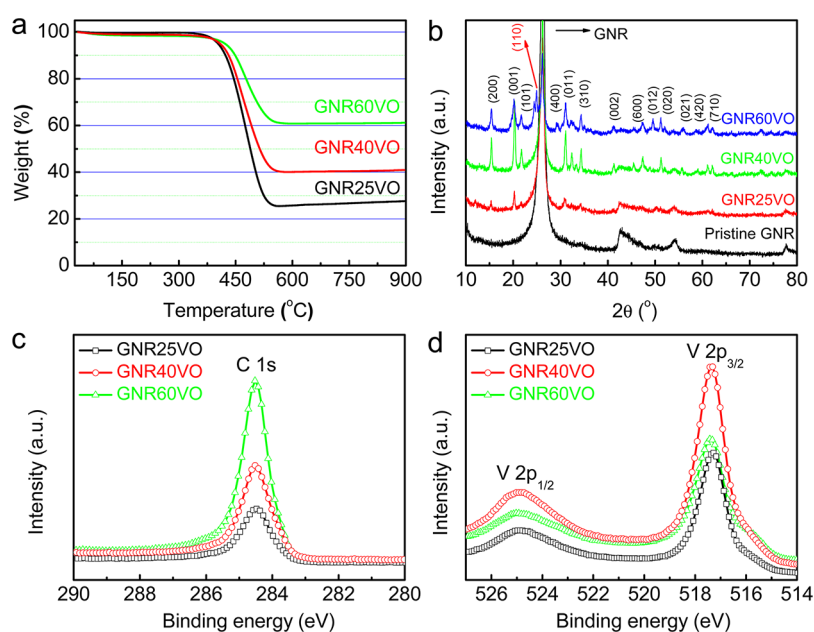 a
100
80
60
40
20
0
Weight (%)
GNR60VO
GNR40VO
GNR25VO
150 300 450 600 750 900
Temperature (°C)
b
(110)
GNR
(200)
(001)
(101)
(400)
(011)
(310)
(002)
(600)
(012)
(020)
(021)
(420)
(710)
GNR60VO
GNR40VO
GNR25VO
Pristine GNR
Intensity (a.u.)
10 20 30 40 50 60 70 80
2θ (°)
c
GNR25VO
GNR40VO
GNR60VO
C 1s
Intensity (a.u.)
290 288 286 284 282 280
Binding energy (eV)
d
GNR25VO
GNR40VO
GNR60VO
V 2p3/2
V 2p1/2
Intensity (a.u.)
526 524 522 520 518 516 514
Binding energy (eV)